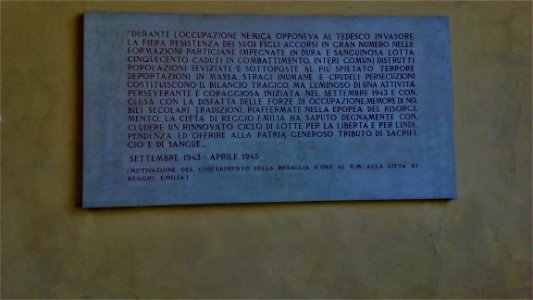 "DURANTE L'OCCUPAZIONE NEMICA OPPONEVA AL TEDESCO INVASORE
LA FIERA RESISTENZA DEI SUOI FIGLI ACCORSI IN GRAN NUMERO NELLE
FORMAZIONI PARTIGIANE IMPEGNATE IN DURA E SANGUINOSA LOTTA
CINQUECENTO CADUTI IN COMBATTIMENTO, INTERI COMUNI DISTRUTTI
POPOLAZIONI SEVIZIATE E SOTTOPOSTE AL PIÙ SPIETATO TERRORE
DEPORTAZIONI IN MASSA, STRAGI INUMANE E CRUDELI PERSECUZIONI
COSTITUISCONO IL BILANCIO TRAGICO, MA LUMINOSO DI UNA ATTIVITÀ
PERSEVERANTE E CORAGGIOSA INIZIATA NEL SETTEMBRE 1943 E CON,
CLUSA CON LA DISFATTA DELLE FORZE DI OCCUPAZIONE. MEMORE DI NO,
BILI SECOLARI TRADIZIONI, RIAFFERMATE NELLA EPOPEA DEL RISORGI,
MENTO, LA CITTÀ DI REGGIO EMILIA HA SAPUTO DEGNAMENTE CON,
CLUDERE UN RINNOVATO CICLO DI LOTTE PER LA LIBERTÀ E PER L'INDI,
PENDENZA ED OFFRIRE ALLA PATRIA GENEROSO TRIBUTO DI SACRIFI,
CIO E DI SANGUE„
SETTEMBRE 1943 - APRILE 1945
(MOTIVAZIONE DEL CONFERIMENTO DELLA MEDAGLIA D'ORO AL V.M. ALLA CITTÀ DI
REGGIO EMILIA)